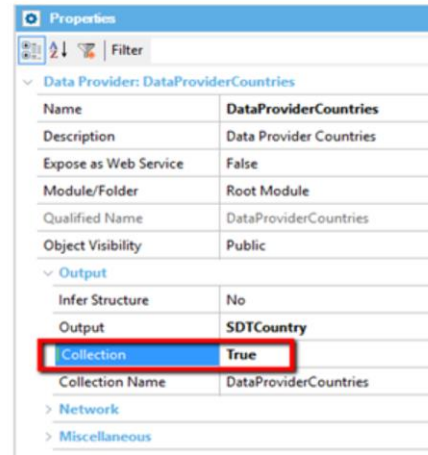 Properties
Filter
Data Provider: DataProviderCountries
Name DataProviderCountries
Description Data Provider Countries
Expose as Web Service False
Module/Folder Root Module
Qualified Name DataProviderCountries
Object Visibility Public
Output
Infer Structure No
Output SDTCountry
Collection True
Collection Name DataProviderCountries
Network
Miscellaneous